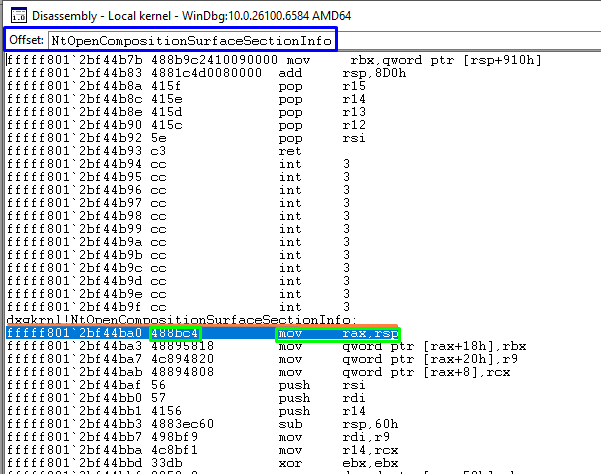 Disassembly - Local kernel - WinDbg:10.0.26100.6584 AMD64
Offset: NtOpenCompositionSurfaceSectionInfo
fffff801`2bf44b7b 488b9c2410090000 mov rbx,qword ptr [rsp+910h]
fffff801`2bf44b83 4881c4d0080000 add rsp,8D0h
fffff801`2bf44b8a 415f pop r15
fffff801`2bf44b8c 415e pop r14
fffff801`2bf44b8e 415d pop r13
fffff801`2bf44b90 415c pop r12
fffff801`2bf44b92 5e pop rsi
fffff801`2bf44b93 c3 ret
fffff801`2bf44b94 cc int 3
fffff801`2bf44b95 cc int 3
fffff801`2bf44b96 cc int 3
fffff801`2bf44b97 cc int 3
fffff801`2bf44b98 cc int 3
fffff801`2bf44b99 cc int 3
fffff801`2bf44b9a cc int 3
fffff801`2bf44b9b cc int 3
fffff801`2bf44b9c cc int 3
fffff801`2bf44b9d cc int 3
fffff801`2bf44b9e cc int 3
fffff801`2bf44b9f cc int 3
dxgkrnl!NtOpenCompositionSurfaceSectionInfo:
fffff801`2bf44ba0 488bc4 mov rax,rsp
fffff801`2bf44ba3 48895818 mov qword ptr [rax+18h],rbx
fffff801`2bf44ba7 4c894820 mov qword ptr [rax+20h],r9
fffff801`2bf44bab 48894808 mov qword ptr [rax+8],rcx
fffff801`2bf44baf 56 push rsi
fffff801`2bf44bb0 57 push rdi
fffff801`2bf44bb1 4156 push r14
fffff801`2bf44bb3 4883ec60 sub rsp,60h
fffff801`2bf44bb7 498bf9 mov rdi,r9
fffff801`2bf44bba 4c8bf1 mov r14,rcx
fffff801`2bf44bbd 33db xor ebx,ebx